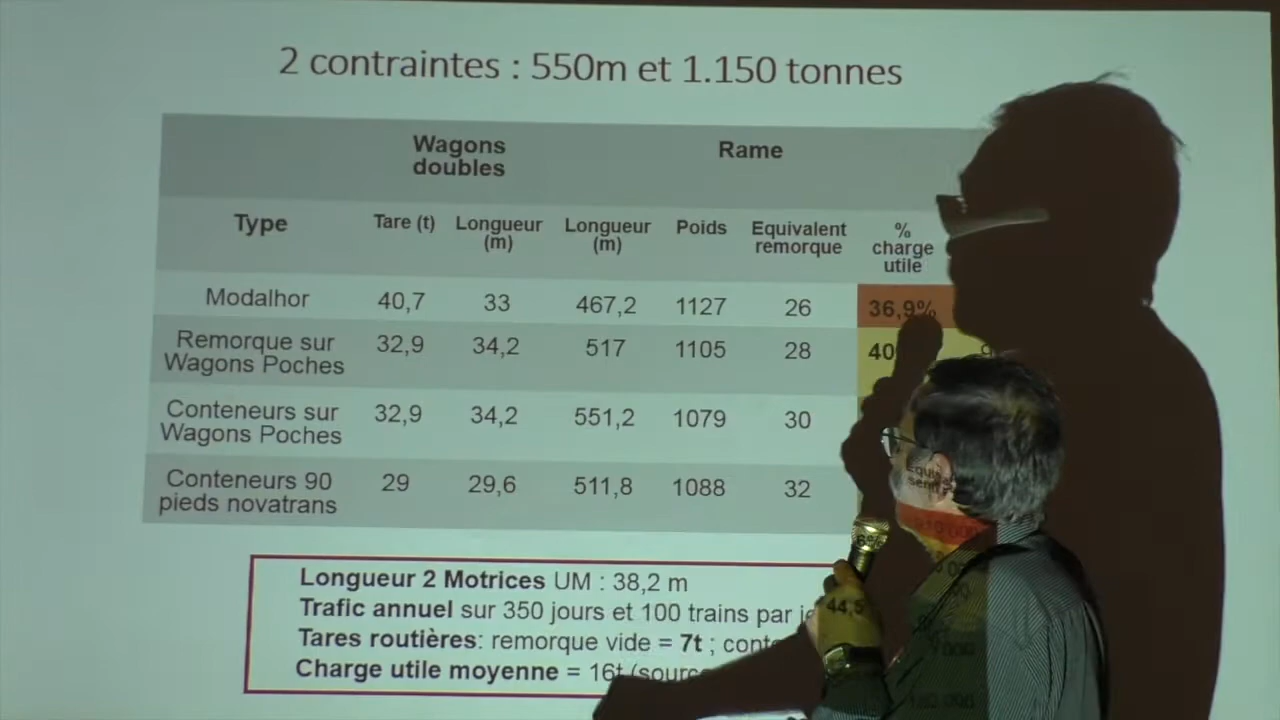 2 contraintes : 550m et 1.150 tonnes
Wagons doubles Rame
Type Tare (t) Longueur (m) Longueur (m) Poids Equivalent remorque % charge utile
Modalhor 40,7 33 467,2 1127 26 36,9%
Remorque sur Wagons Poches 32,9 34,2 517 1105 28 40
Conteneurs sur Wagons Poches 32,9 34,2 551,2 1079 30
Conteneurs 90 pieds novatrans 29 29,6 511,8 1088 32
44,5
Longueur 2 Motrices UM : 38,2 m
Trafic annuel sur 350 jours et 100 trains par
Tares routières: remorque vide = 7t ;
Charge utile moyenne = 16t